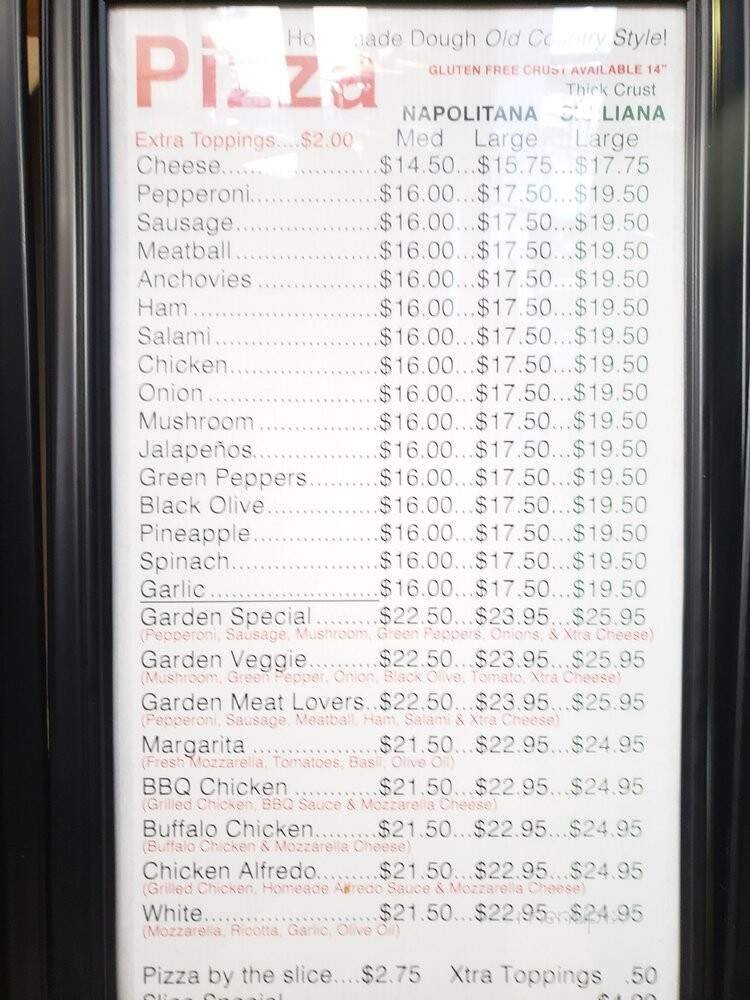 Dough Old Country Style!
Pizza
GLUTEN FREE CRUST AVAILABLE 14"
Thick Crust
NAPOLITANA
Extra Toppings....$2.00 Med Large Large
Cheese......................$14.50...$15.75...$17.75
Pepperoni..................$16.00...$17.50...$19.50
Sausage....................$16.00...$17.50...$19.50
Meatball....................$16.00...$17.50...$19.50
Anchovies.................$16.00...$17.50...$19.50
Ham..........................$16.00...$17.50...$19.50
Salami.......................$16.00...$17.50...$19.50
Chicken.....................$16.00...$17.50...$19.50
Onion........................$16.00...$17.50...$19.50
Mushroom.................$16.00...$17.50...$19.50
Jalapeños..................$16.00...$17.50...$19.50
Green Peppers...........$16.00...$17.50...$19.50
Black Olive.................$16.00...$17.50...$19.50
Pineapple...................$16.00...$17.50...$19.50
Spinach......................$16.00...$17.50...$19.50
Garlic.........................$16.00...$17.50...$19.50
Garden Special.........$22.50...$23.95...$25.95
(Pepperoni, Sausage, Mushroom, Green Peppers, Onions, & Xtra Cheese)
Garden Veggie..........$22.50...$23.95...$25.95
(Mushroom, Green Pepper, Onion, Black Olive, Tomato, Xtra Cheese)
Garden Meat Lovers..$22.50...$23.95...$25.95
(Pepperoni, Sausage, Meatball, Ham, Salami & Xtra Cheese)
Margarita ..................$21.50...$22.95...$24.95
(Fresh Mozzarella, Tomatoes, Basil, Olive Oil)
BBQ Chicken ............$21.50...$22.95...$24.95
(Grilled Chicken, BBQ Sauce & Mozzarella Cheese)
Buffalo Chicken.........$21.50...$22.95...$24.95
(Buffalo Chicken & Mozzarella Cheese)
Chicken Alfredo.........$21.50...$22.95...$24.95
(Grilled Chicken, Homeade Alfredo Sauce & Mozzarella Cheese)
White.........................$21.50...$22.95...$24.95
(Mozzarella, Ricotta, Garlic, Olive Oil)
Pizza by the slice....$2.75 Xtra Toppings .50